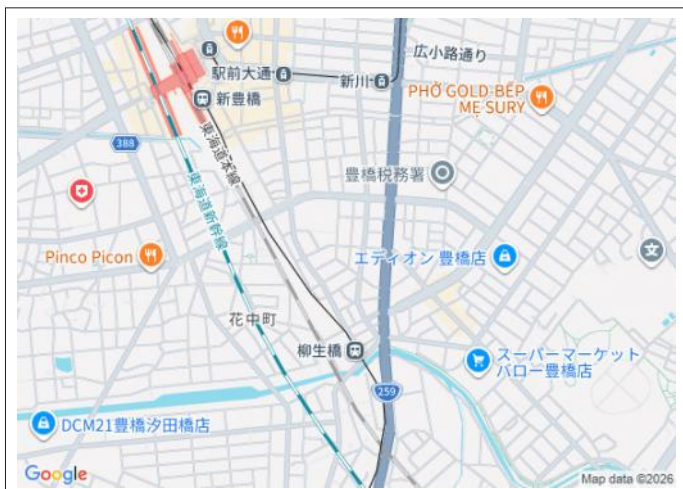 広小路通り
駅前大通
新川
新豊橋
PHỞ GOLD-BẾP
MẸ SURY
388
東海道本線
豊橋税務署
東海道新幹線
Pinco Picon
エディオン 豊橋店
花中町
柳生橋
スーパーマーケット
バロー豊橋店
259
DCM21豊橋汐田橋店
Google
Map data ©2026